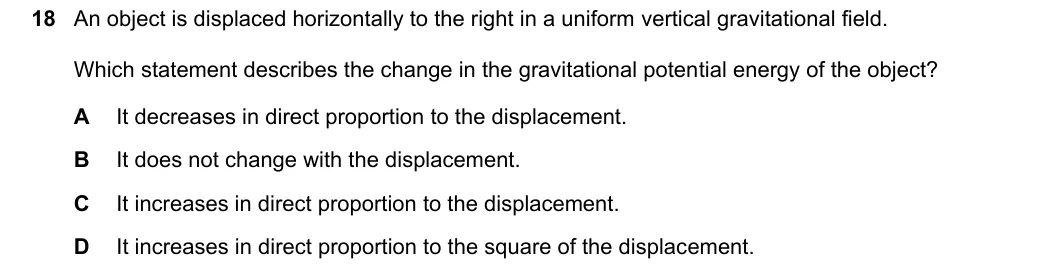 18 An object is displaced horizontally to the right in a uniform vertical gravitational field.
Which statement describes the change in the gravitational potential energy of the object?
A It decreases in direct proportion to the displacement.
B It does not change with the displacement.
C It increases in direct proportion to the displacement.
D It increases in direct proportion to the square of the displacement.